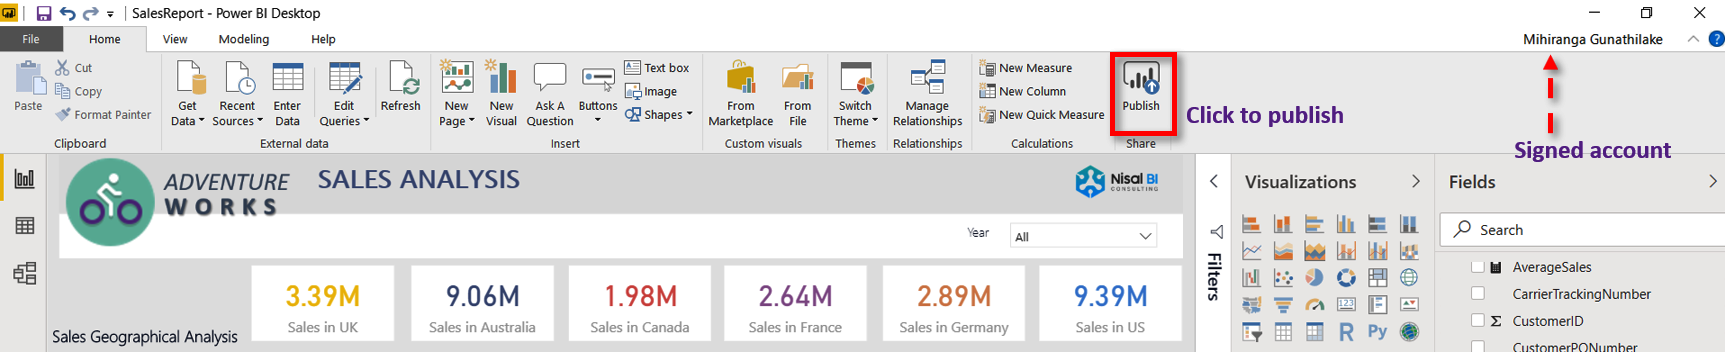 SalesReport - Power BI Desktop
File Home View Modeling Help
Mihiranga Gunathilake
Paste
Cut
Copy
Format Painter
Clipboard
Get Data
Recent Sources
Enter Data
Edit Queries
Refresh
External data
New Page
New Visual
Ask A Question
Buttons
Text box
Image
Shapes
Insert
From Marketplace
From File
Custom visuals
Switch Theme
Themes
Manage Relationships
Relationships
New Measure
New Column
New Quick Measure
Calculations
Publish
Share
Click to publish
Signed account
ADVENTURE
WORKS
SALES ANALYSIS
Nisal BI
CONSULTING
Year
All
3.39M
Sales in UK
9.06M
Sales in Australia
1.98M
Sales in Canada
2.64M
Sales in France
2.89M
Sales in Germany
9.39M
Sales in US
Sales Geographical Analysis
Filters
Visualizations
123
R Py
Fields
Search
AverageSales
CarrierTrackingNumber
Σ CustomerID
CustomerPONumber